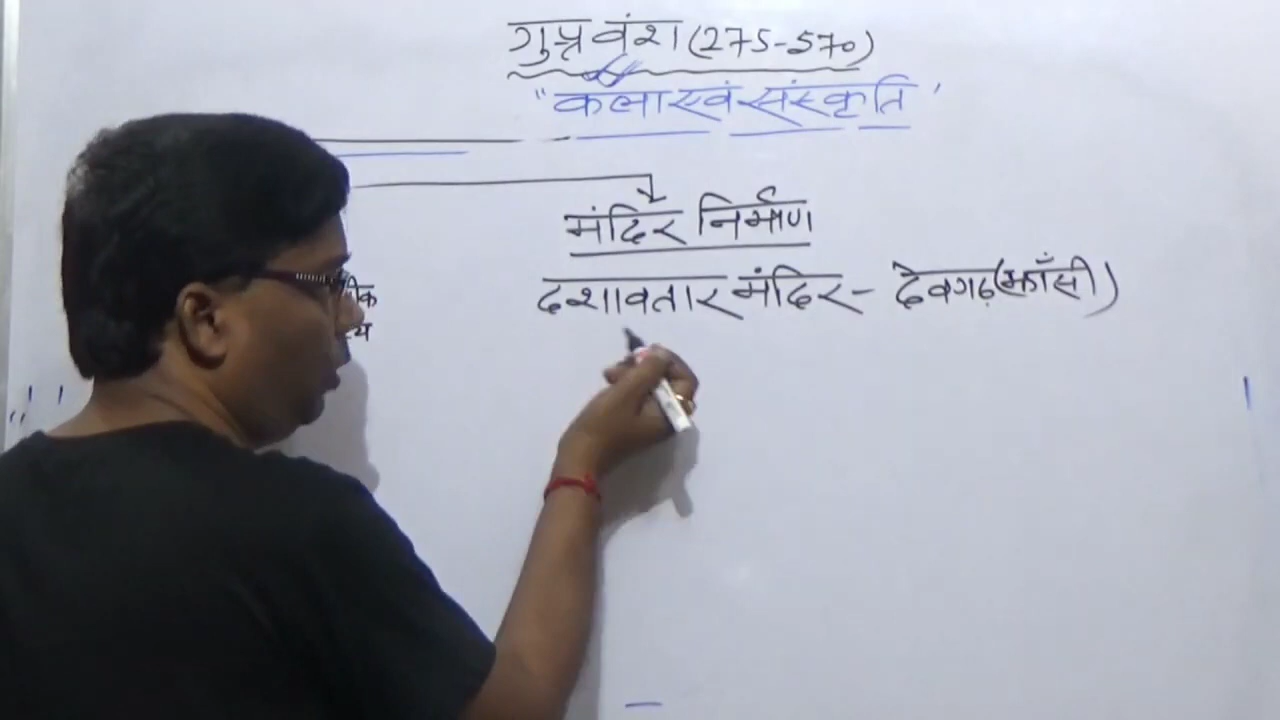 गुप्त वंश (275-570)
"कला एवं संस्कृति"
मंदिर निर्माण
दशावतार मंदिर - देवगढ़ (झाँसी)